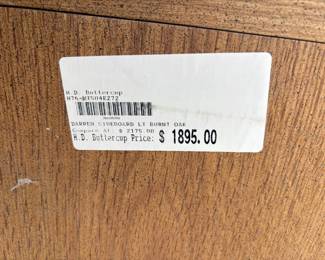 H.D. Buttercup
DARREN SIDEBOARD LT BURNT OAK
Compare At: $ 2175.00
H.D. Buttercup Price: $ 1895.00